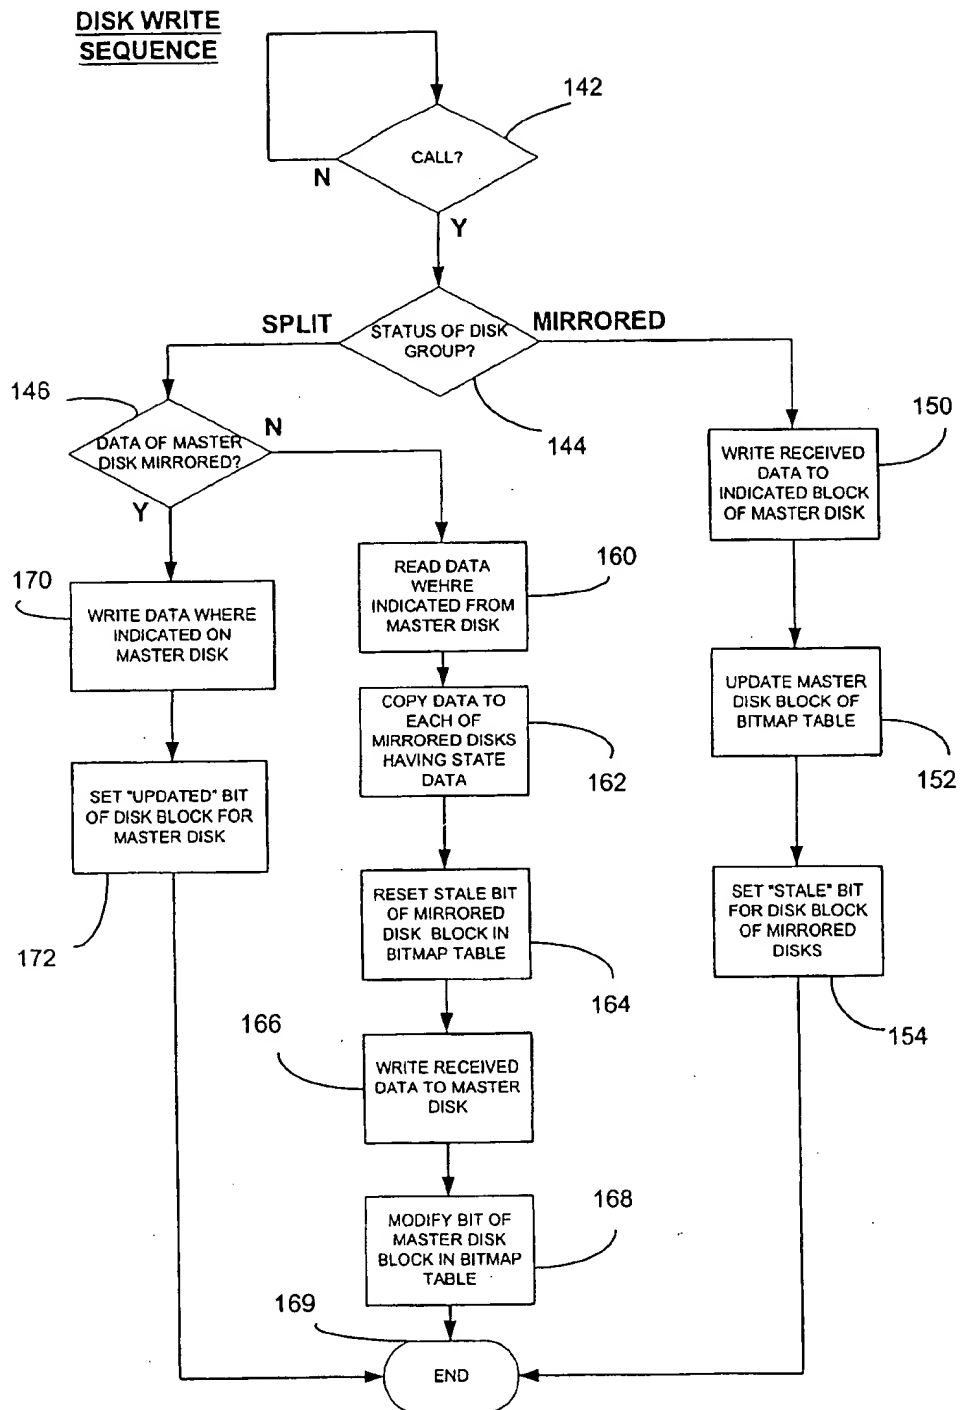 DISK WRITE
SEQUENCE
142
CALL?
N
Y
SPLIT
STATUS OF DISK
GROUP?
MIRRORED
144
146
DATA OF MASTER
DISK MIRRORED?
N
Y
150
WRITE RECEIVED
DATA TO
INDICATED BLOCK
OF MASTER DISK
170
WRITE DATA WHERE
INDICATED ON
MASTER DISK
READ DATA
WEHRE
INDICATED FROM
MASTER DISK
160
UPDATE MASTER
DISK BLOCK OF
BITMAP TABLE
152
COPY DATA TO
EACH OF
MIRRORED DISKS
HAVING STATE
DATA
162
SET "UPDATED" BIT
OF DISK BLOCK FOR
MASTER DISK
172
RESET STALE BIT
OF MIRRORED
DISK BLOCK IN
BITMAP TABLE
164
SET "STALE" BIT
FOR DISK BLOCK
OF MIRRORED
DISKS
154
166
WRITE RECEIVED
DATA TO MASTER
DISK
MODIFY BIT OF
MASTER DISK
BLOCK IN BITMAP
TABLE
168
169
END